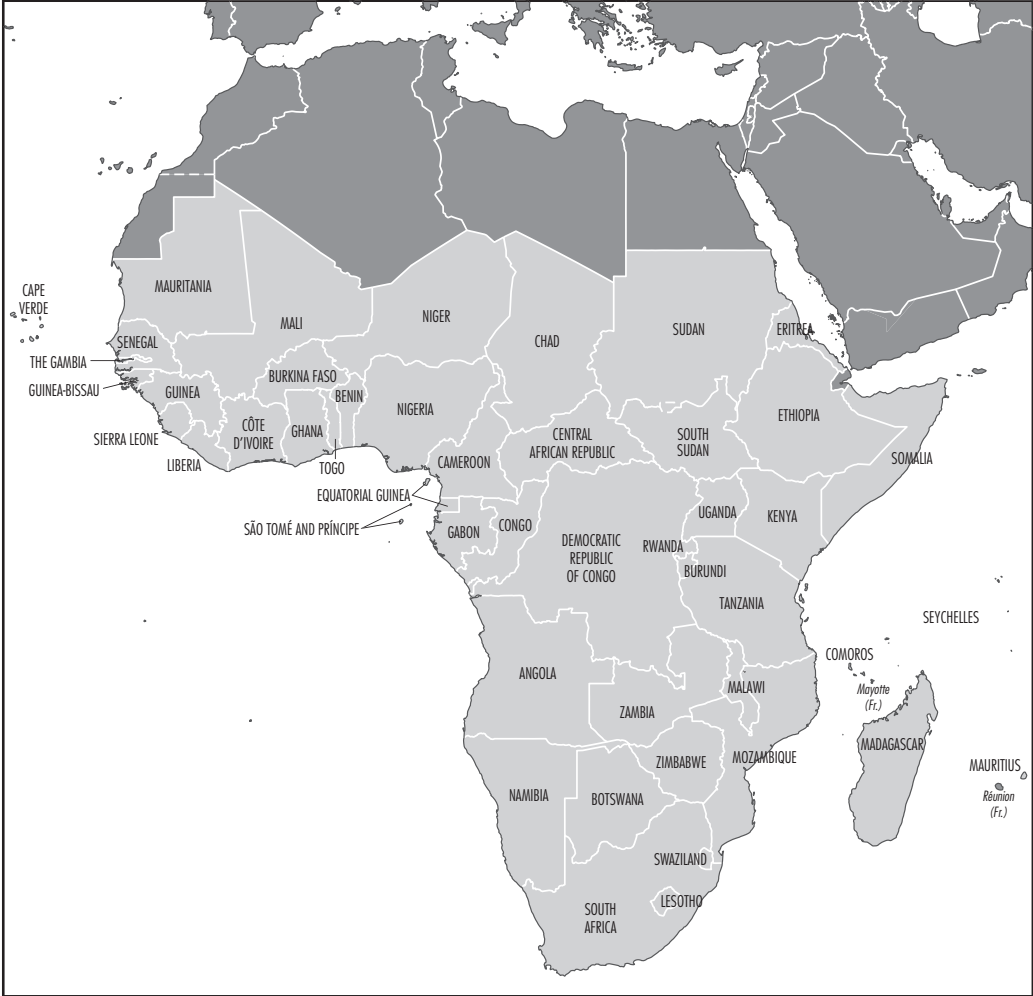 MAURITANIA
CAPE
VERDE
MALI
NIGER
CHAD
SUDAN
ERITREA
SENEGAL
THE GAMBIA
GUINEA-BISSAU
GUINEA
BURKINA FASO
BENIN
NIGERIA
ETHIOPIA
SIERRA LEONE
CÔTE
D'IVOIRE
GHANA
CENTRAL
AFRICAN REPUBLIC
SOUTH
SUDAN
LIBERIA
TOGO
CAMEROON
SOMALIA
EQUATORIAL GUINEA
SÃO TOMÉ AND PRÍNCIPE
GABON
CONGO
UGANDA
KENYA
DEMOCRATIC
REPUBLIC
OF CONGO
RWANDA
BURUNDI
TANZANIA
SEYCHELLES
COMOROS
ANGOLA
MALAWI
Mayotte
(Fr.)
ZAMBIA
MADAGASCAR
ZIMBABWE
MOZAMBIQUE
MAURITIUS
NAMIBIA
BOTSWANA
Réunion
(Fr.)
SWAZILAND
LESOTHO
SOUTH
AFRICA